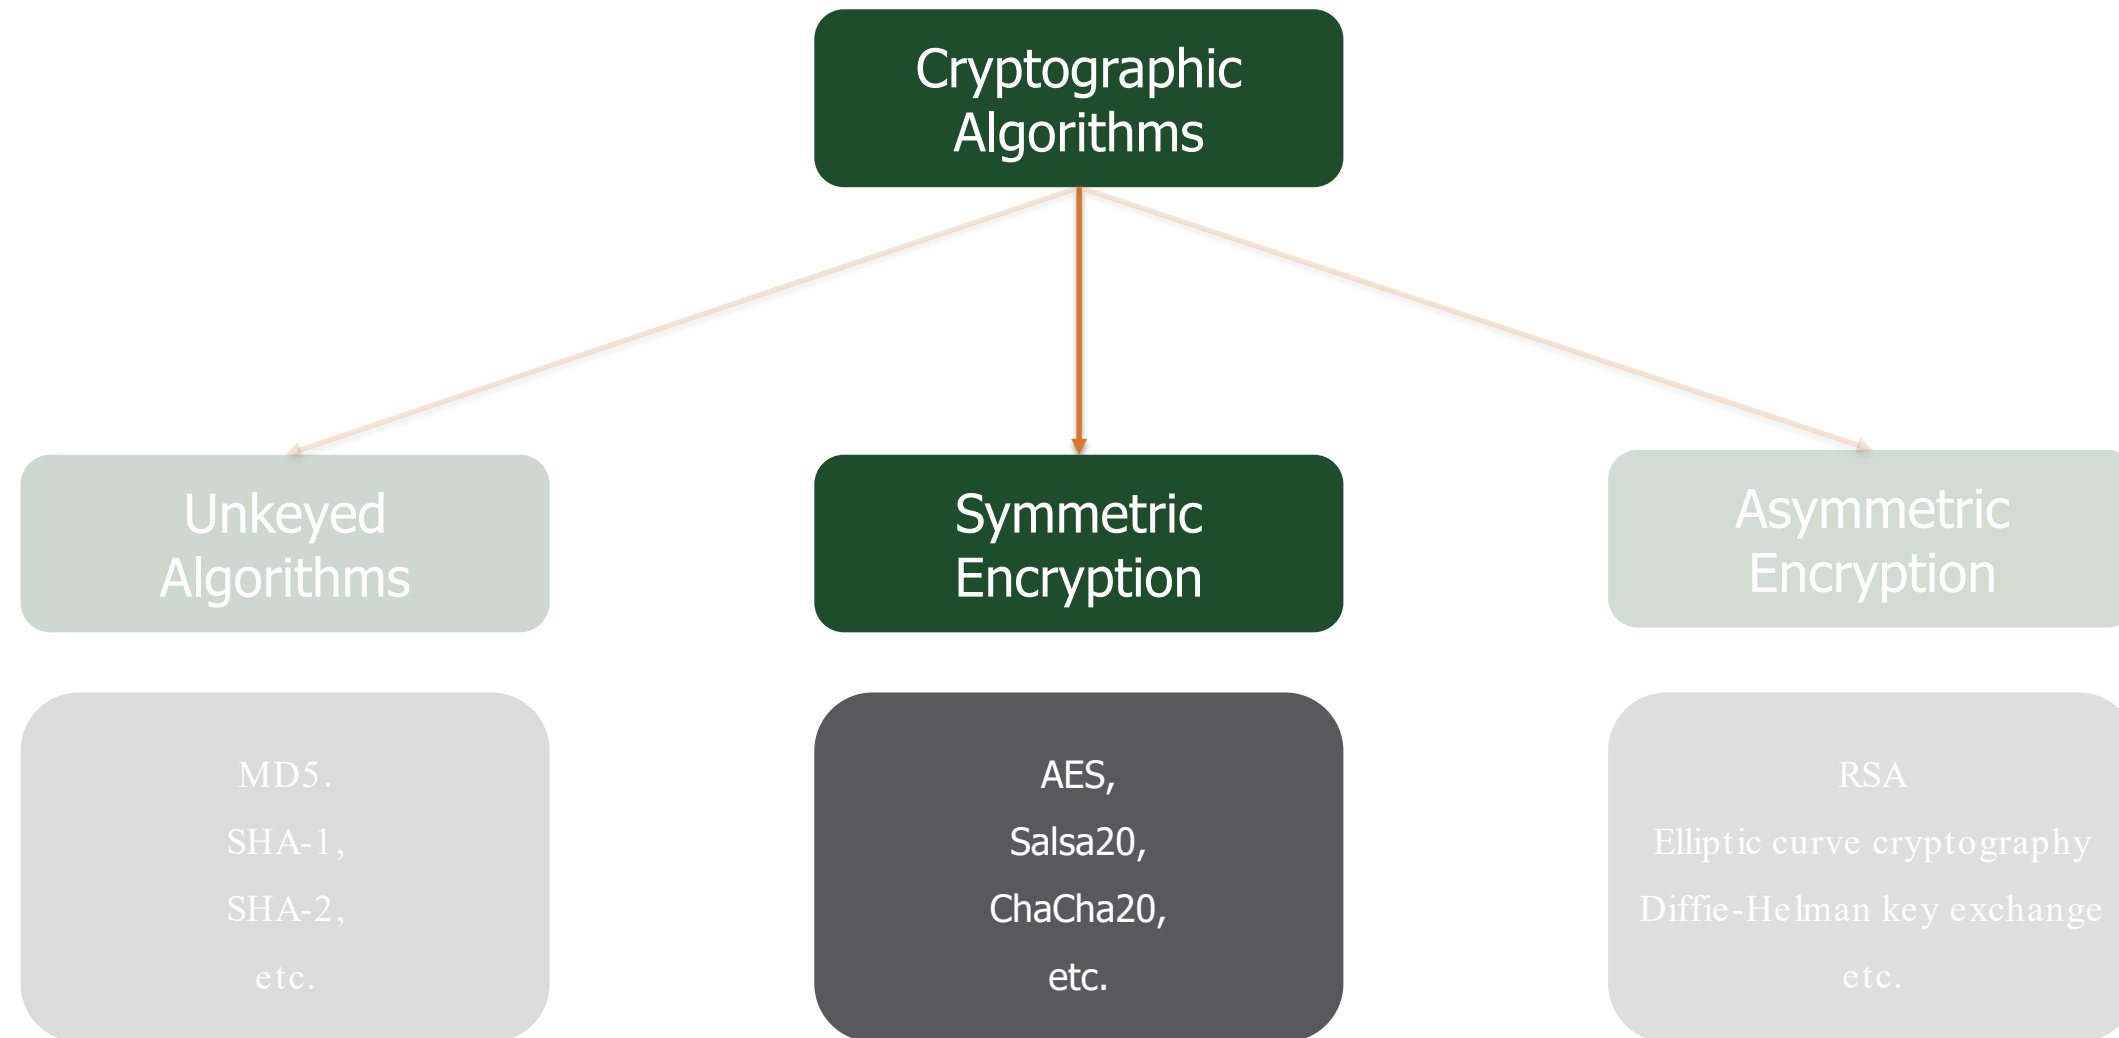 Cryptographic
Algorithms
Unkeyed
Algorithms
Symmetric
Encryption
Asymmetric
Encryption
MD5.
SHA-1,
SHA-2,
etc.
AES,
Salsa20,
ChaCha20,
etc.
RSA
Elliptic curve cryptography
Diffie-Helman key exchange
etc.